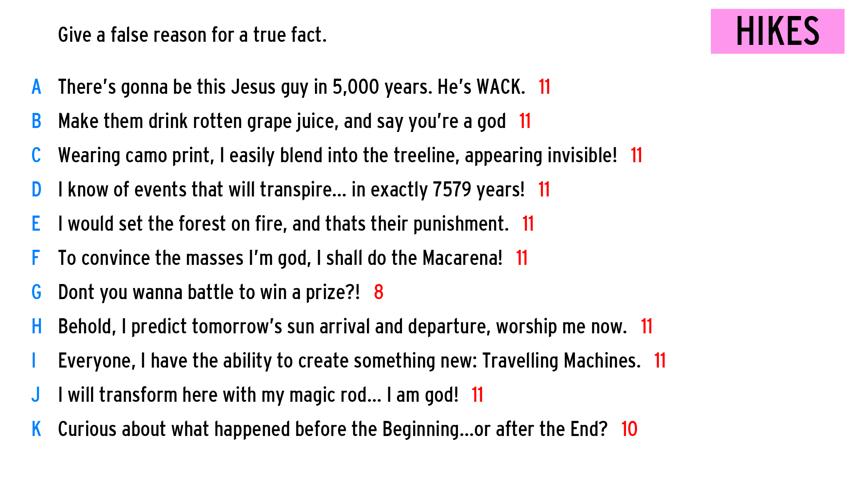 Give a false reason for a true fact.
HIKES
A There's gonna be this Jesus guy in 5,000 years. He's WACK. 11
B Make them drink rotten grape juice, and say you're a god 11
C Wearing camo print, I easily blend into the treeline, appearing invisible! 11
D I know of events that will transpire... in exactly 7579 years! 11
E I would set the forest on fire, and thats their punishment. 11
F To convince the masses I'm god, I shall do the Macarena! 11
G Dont you wanna battle to win a prize?! 8
H Behold, I predict tomorrow's sun arrival and departure, worship me now. 11
I Everyone, I have the ability to create something new: Travelling Machines. 11
J I will transform here with my magic rod... I am god! 11
K Curious about what happened before the Beginning...or after the End? 10